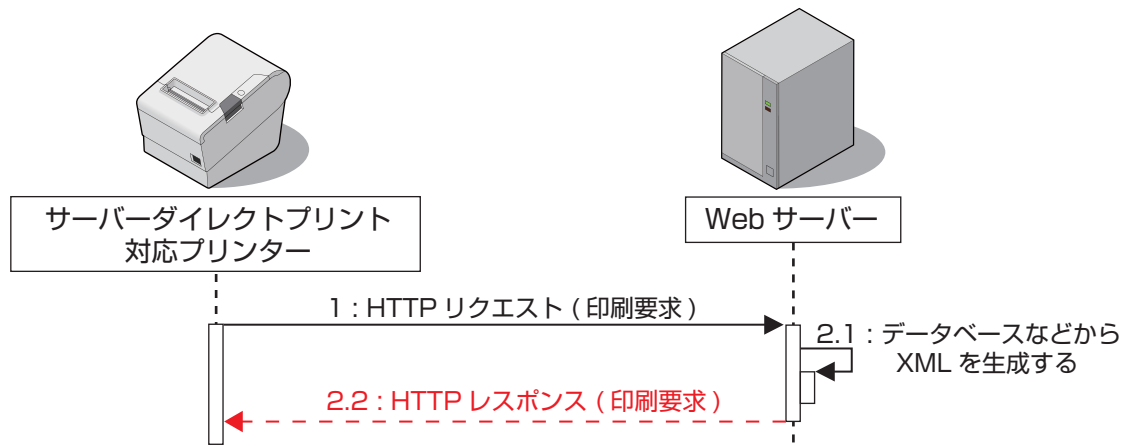 サーバーダイレクトプリント
対応プリンター
Web サーバー
1 : HTTP リクエスト ( 印刷要求 )
2.1 : データベースなどから
XML を生成する
2.2 : HTTP レスポンス ( 印刷要求 )